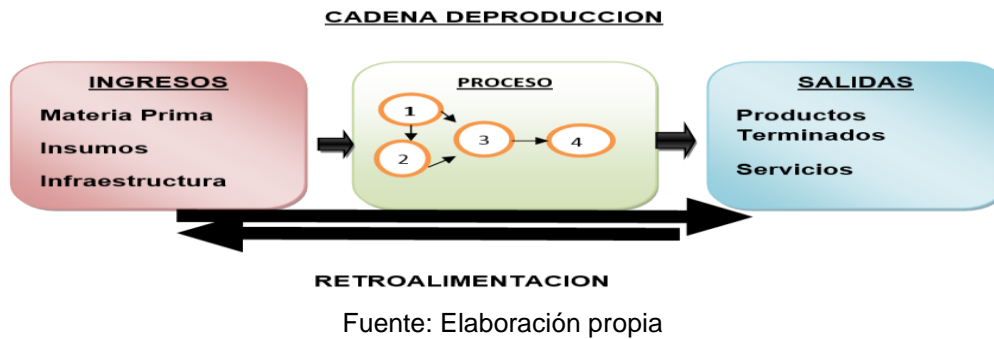 CADENA DEPRODUCCION
INGRESOS
Materia Prima
Insumos
Infraestructura
PROCESO
1
2
3
4
SALIDAS
Productos
Terminados
Servicios
RETROALIMENTACION
Fuente: Elaboración propia